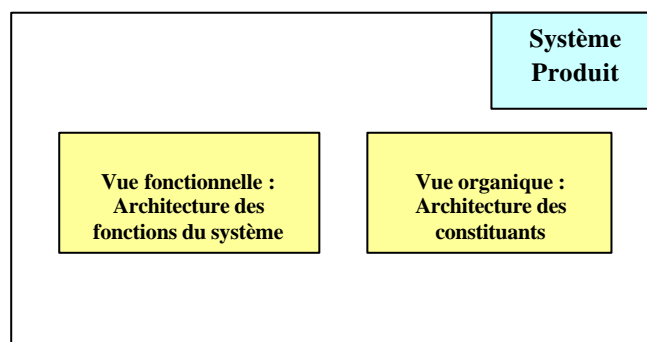 Système
Produit
Vue fonctionnelle :
Architecture des
fonctions du système
Vue organique :
Architecture des
constituants